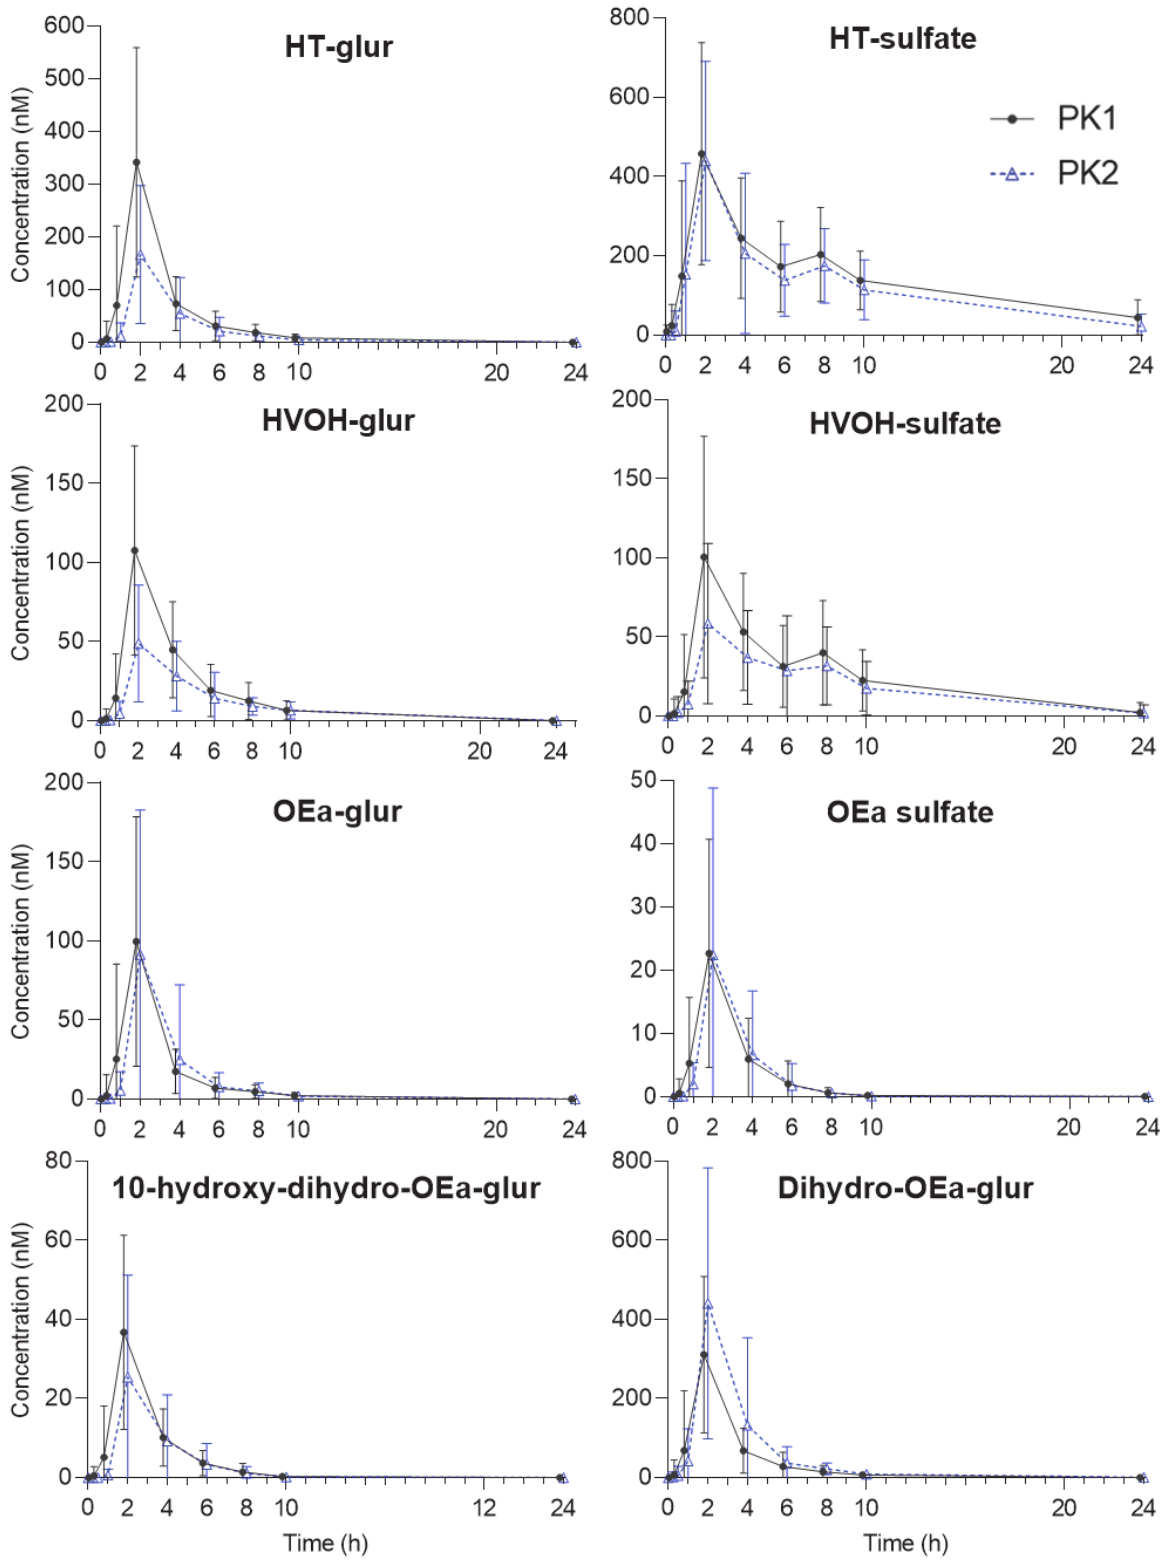 HT-glur
Concentration (nM)
600
500
400
300
200
100
0
0 2 4 6 8 10 20 24
HT-sulfate
PK1
PK2
800
600
400
200
0
0 2 4 6 8 10 20 24
HVOH-glur
Concentration (nM)
200
150
100
50
0
0 2 4 6 8 10 20 24
HVOH-sulfate
200
150
100
50
0
0 2 4 6 8 10 20 24
OEa-glur
Concentration (nM)
200
150
100
50
0
0 2 4 6 8 10 20 24
OEa sulfate
50
40
30
20
10
0
0 2 4 6 8 10 20 24
10-hydroxy-dihydro-OEa-glur
Concentration (nM)
80
60
40
20
0
0 2 4 6 8 10 12 24
Time (h)
Dihydro-OEa-glur
800
600
400
200
0
0 2 4 6 8 10 20 24
Time (h)